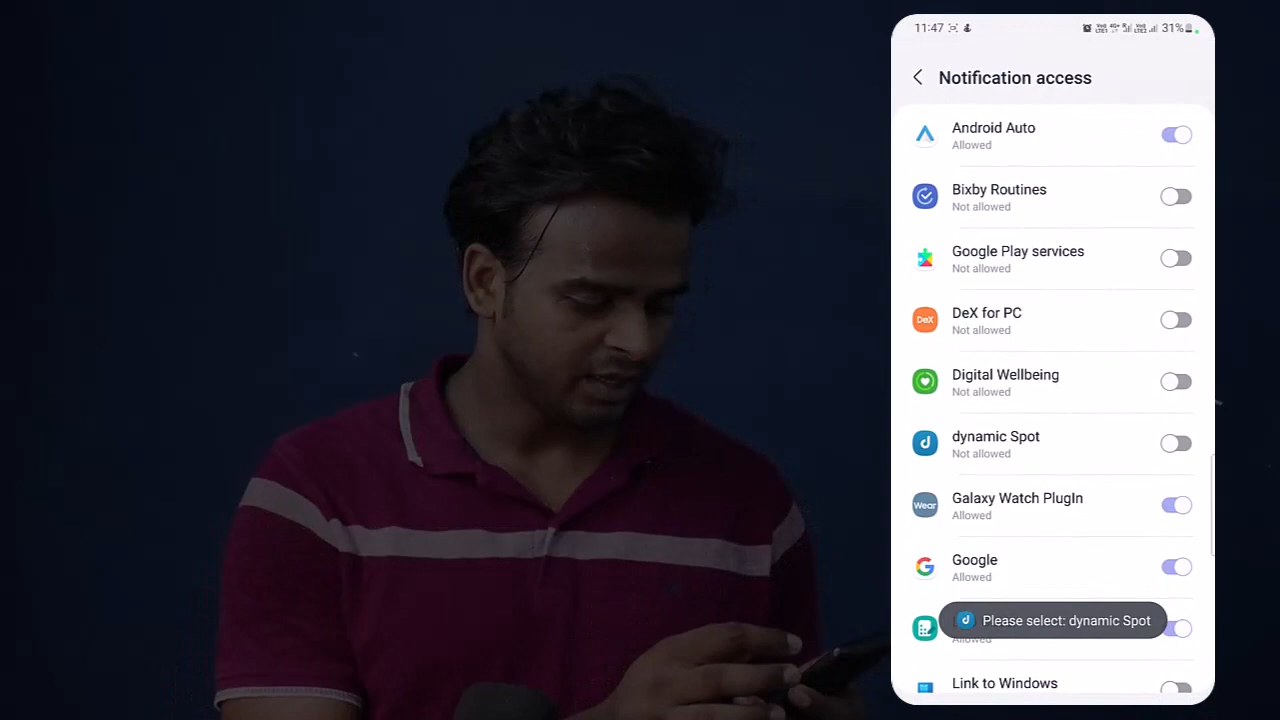 11:47
31%
Notification access
Android Auto
Allowed
Bixby Routines
Not allowed
Google Play services
Not allowed
DeX
DeX for PC
Not allowed
Digital Wellbeing
Not allowed
dynamic Spot
Not allowed
Wear
Galaxy Watch PlugIn
Allowed
Google
Allowed
Please select: dynamic Spot
Allowed
Link to Windows